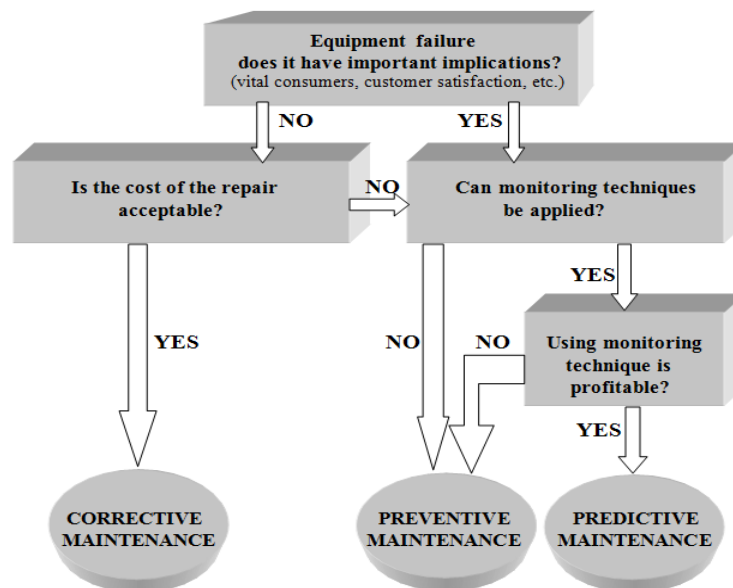 Equipment failure
does it have important implications?
(vital consumers, customer satisfaction, etc.)
NO
YES
Is the cost of the repair
acceptable?
NO
Can monitoring techniques
be applied?
YES
YES
NO
NO
Using monitoring
technique is
profitable?
YES
CORRECTIVE
MAINTENANCE
PREVENTIVE
MAINTENANCE
PREDICTIVE
MAINTENANCE